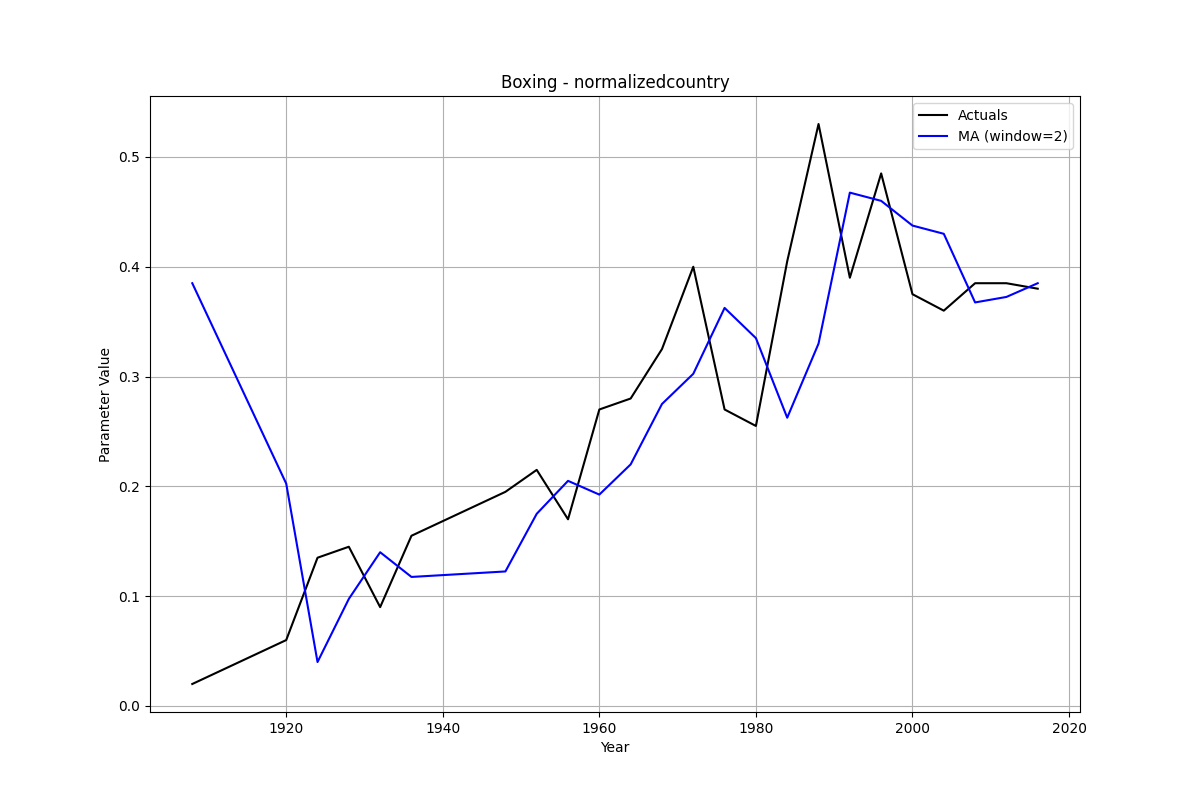 Boxing - normalizedcountry
Actuals
MA (window=2)
Parameter Value
0.5
0.4
0.3
0.2
0.1
0.0
1920 1940 1960 1980 2000 2020
Year